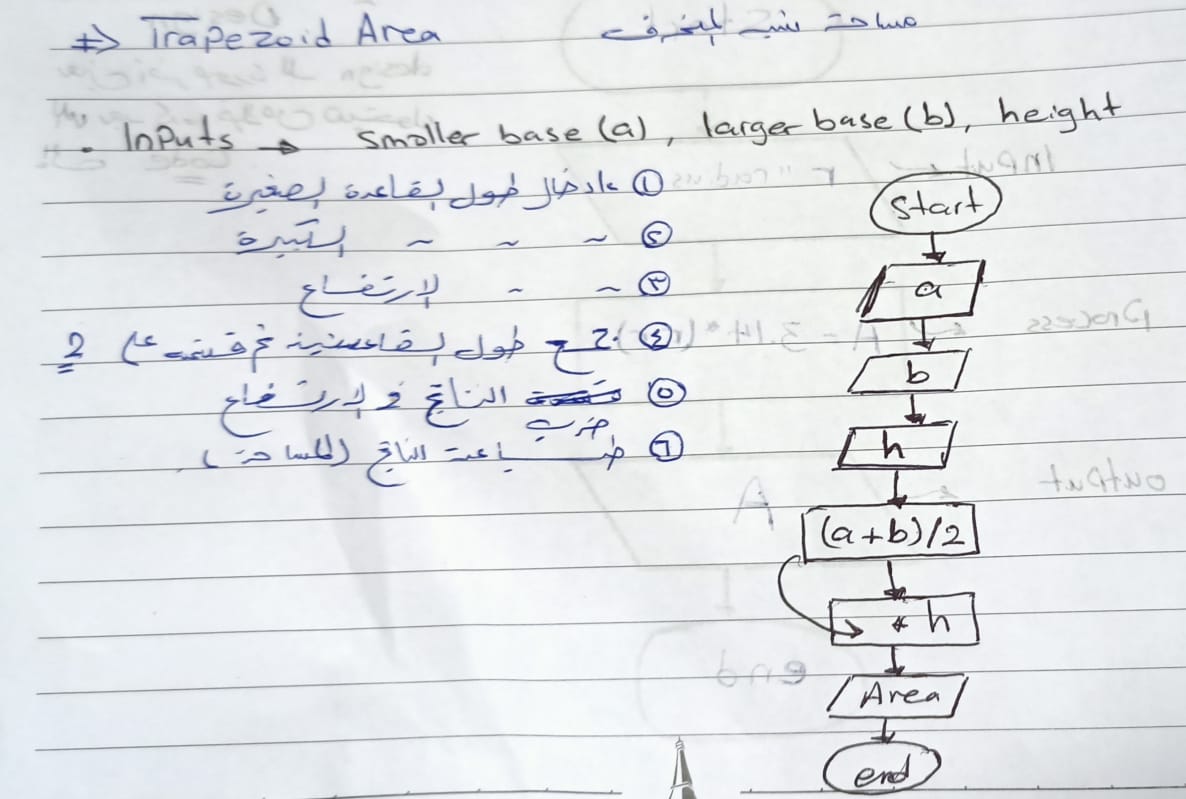 => Trapezoid Area مساحة شبه المنحرف
. Inputs → smaller base (a), larger base (b), height
① إدخال طول القاعدة الصغيرة
② ~ ~ ~ الكبيرة
③ ~ ~ الارتفاع
④ جمع طول القاعدتين ثم قسمته على 2
⑤ ضرب الناتج في الارتفاع
⑥ طباعت الناتج (المساحة)
Start
a
b
h
(a+b)/2
* h
Area
end